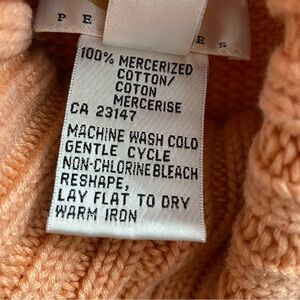 P E E S
100% MERCERIZED
COTTON/
COTON
MERCERISE
CA 23147
MACHINE WASH COLD
GENTLE CYCLE
NON-CHLORINE BLEACH
RESHAPE,
LAY FLAT TO DRY
WARM IRON